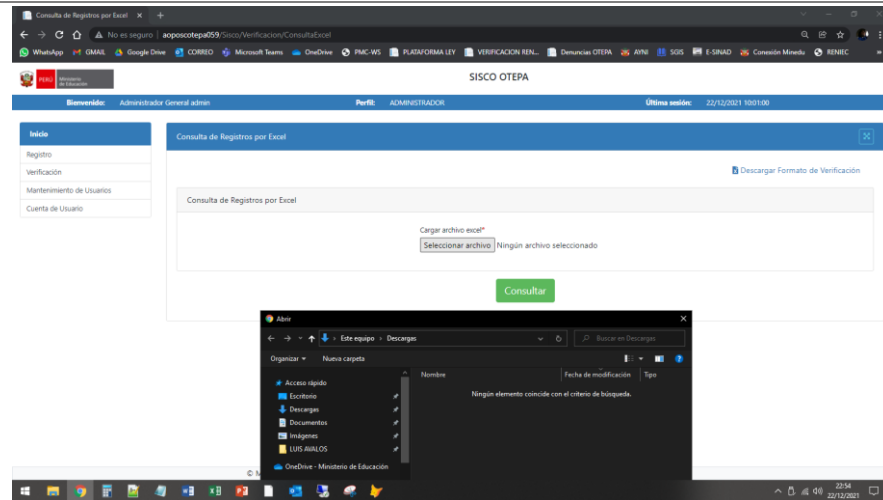 Consulta de Registros por Excel
No es seguro | aoposcotepa059/Sisco/Verificacion/ConsultaExcel
WhatsApp GMAIL Google Drive CORREO Microsoft Teams OneDrive PMC-WS PLATAFORMA LEY VERIFICACION REN... Denuncias OTEPA AYNI SGIS E-SINAD Conexión Minedu RENIEC »
PERÚ Ministerio de Educación
SISCO OTEPA
Bienvenido: Administrador General admin Perfil: ADMINISTRADOR Última sesión: 22/12/2021 10:01:00
Inicio
Registro
Verificación
Mantenimiento de Usuarios
Cuenta de Usuario
Consulta de Registros por Excel
Descargar Formato de Verificación
Consulta de Registros por Excel
Cargar archivo excel*
Seleccionar archivo Ningún archivo seleccionado
Consultar
Abrir
Este equipo > Descargas
Buscar en Descargas
Organizar Nueva carpeta
Nombre Fecha de modificación Tipo
Ningún elemento coincide con el criterio de búsqueda.
Acceso rápido
Escritorio
Descargas
Documentos
Imágenes
LUIS AVALOS
OneDrive - Ministerio de Educación
©
22:54
22/12/2021